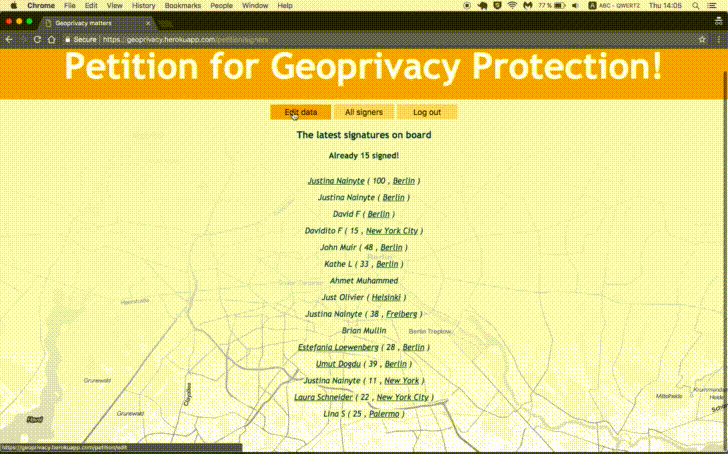 Chrome File Edit View History Bookmarks People Window Help 77 % ABC - QWERTZ Thu 14:05
Geoprivacy matters
Secure https://geoprivacy.herokuapp.com/petition/signers
Petition for Geoprivacy Protection!
Edit data All signers Log out
The latest signatures on board
Already 15 signed!
Justina Nainyte ( 100 , Berlin )
Justina Nainyte ( Berlin )
David F ( Berlin )
Davidito F ( 15 , New York City )
John Muir ( 48 , Berlin )
Kathe L ( 33 , Berlin )
Ahmet Muhammed
Just Olivier ( Helsinki )
Justina Nainyte ( 38 , Freiberg )
Brian Mullin
Berlin Treptow
Estefania Loewenberg ( 28 , Berlin )
Umut Dogdu ( 39 , Berlin )
Grunewald Justina Nainyte ( 11 , New York )
Laura Schneider ( 22 , New York City )
Grunewald Lina S ( 25 , Palermo )
https://geoprivacy.herokuapp.com/petition/edit